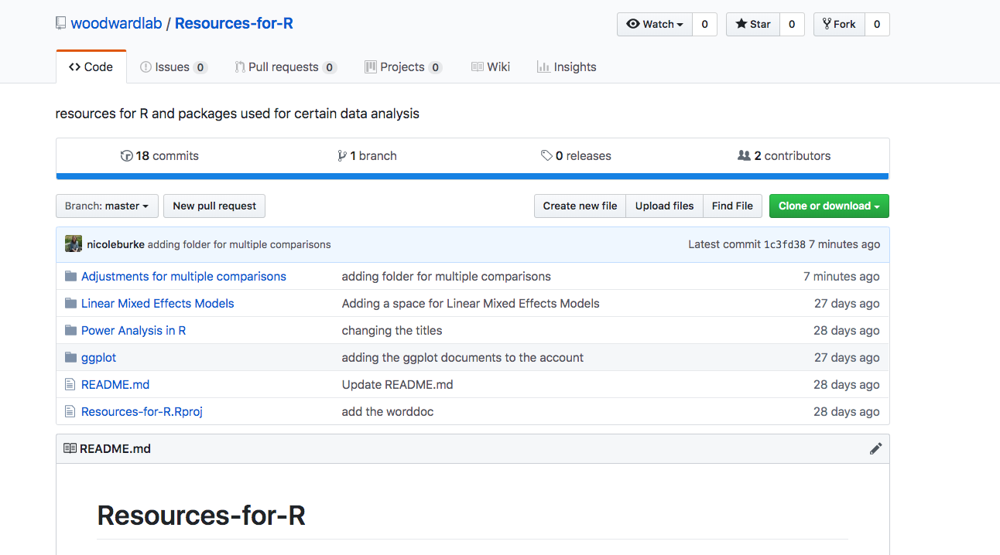 woodwardlab / Resources-for-R Watch 0 Star 0 Fork 0
Code Issues 0 Pull requests 0 Projects 0 Wiki Insights
resources for R and packages used for certain data analysis
18 commits 1 branch 0 releases 2 contributors
Branch: master New pull request Create new file Upload files Find File Clone or download
nicoleburke adding folder for multiple comparisons Latest commit 1c3fd38 7 minutes ago
Adjustments for multiple comparisons adding folder for multiple comparisons 7 minutes ago
Linear Mixed Effects Models Adding a space for Linear Mixed Effects Models 27 days ago
Power Analysis in R changing the titles 28 days ago
ggplot adding the ggplot documents to the account 27 days ago
README.md Update README.md 28 days ago
Resources-for-R.Rproj add the worddoc 28 days ago
README.md
Resources-for-R